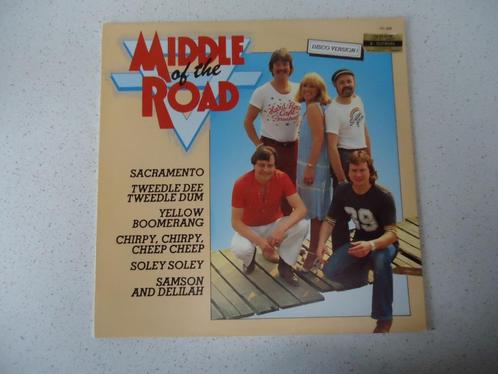 MIDDLE
of the
ROAD
DISCO VERSION!
SACRAMENTO
TWEEDLE DEE
TWEEDLE DUM
YELLOW
BOOMERANG
CHIRPY, CHIRPY,
CHEEP CHEEP
SOLEY SOLEY
SAMSON
AND DELILAH
79